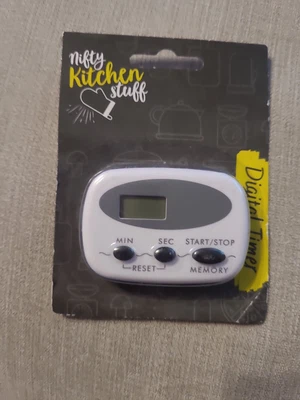 Nifty
Kitchen
stuff
Digital Timer
MIN SEC START/STOP
RESET MEMORY